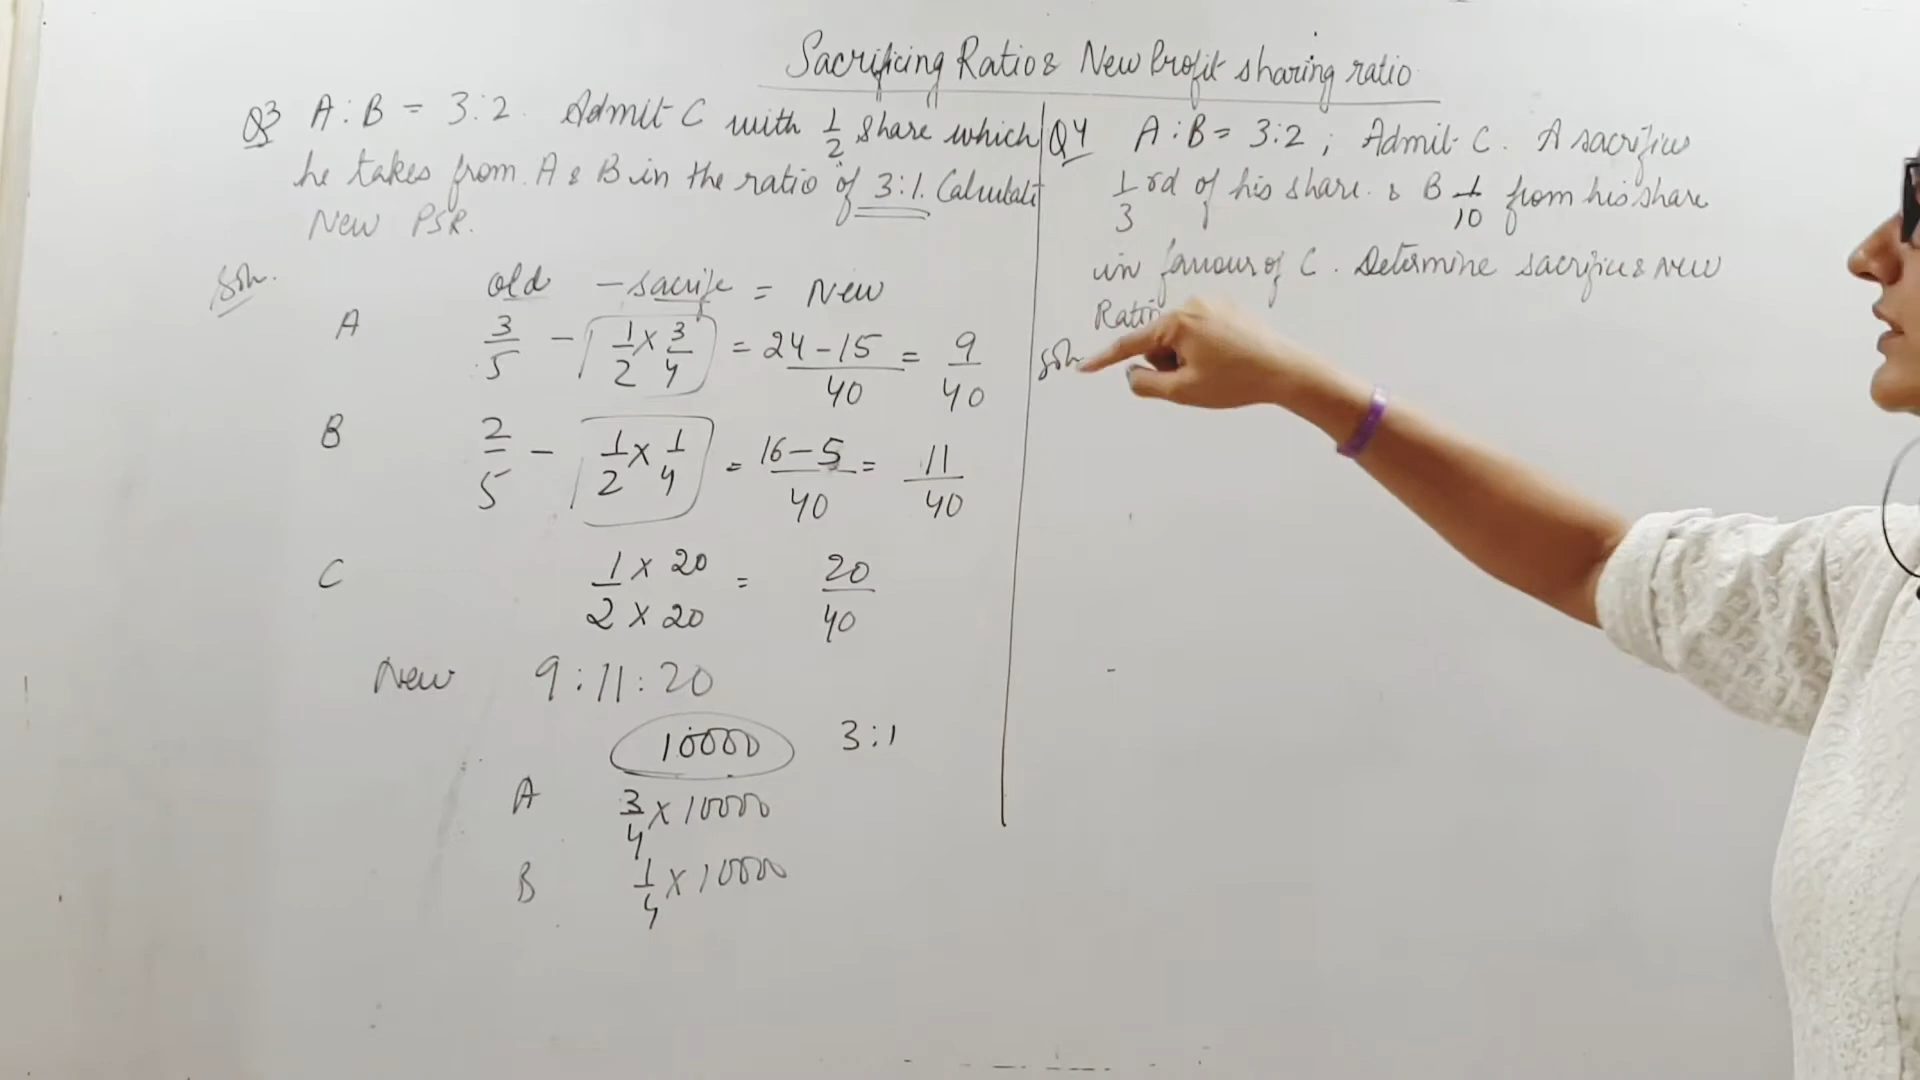 Sacrificing Ratio & New Profit sharing ratio
Q3 A : B = 3:2. Admit C with 1/2 share which
he takes from A & B in the ratio of 3:1. Calculate
New PSR.
Soln. old - sacrife = New
A 3/5 - 1/2 x 3/4 = 24-15/40 = 9/40
B 2/5 - 1/2 x 1/4 = 16-5/40 = 11/40
C 1 x 20/2 x 20 = 20/40
New 9:11:20
10000 3:1
A 3/4 x 10000
B 1/4 x 10000
Q4 A : B = 3:2 ; Admit C. A sacrifies
1/3 rd of his share & B 1/10 from his share
in favour of C. Determine sacrifice & New
Soln